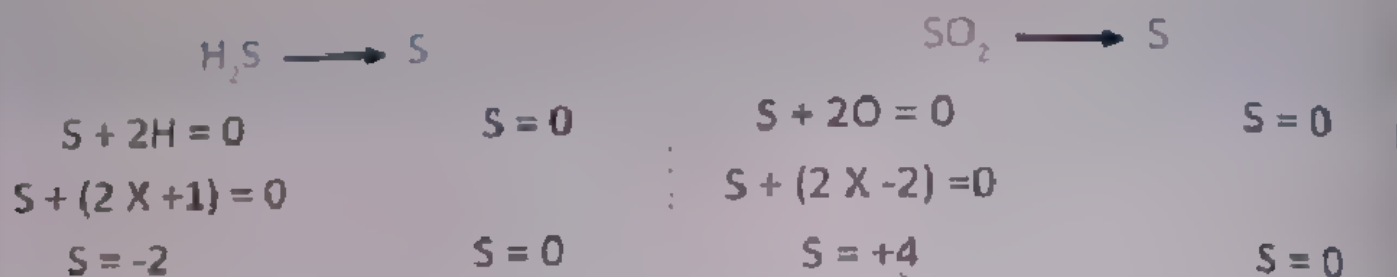 H₂S ⟶ S
S + 2H = 0 S = 0
S + (2 X +1) = 0
S = -2 S = 0
SO₂ ⟶ S
S + 2O = 0 S = 0
S + (2 X -2) =0
S = +4 S = 0